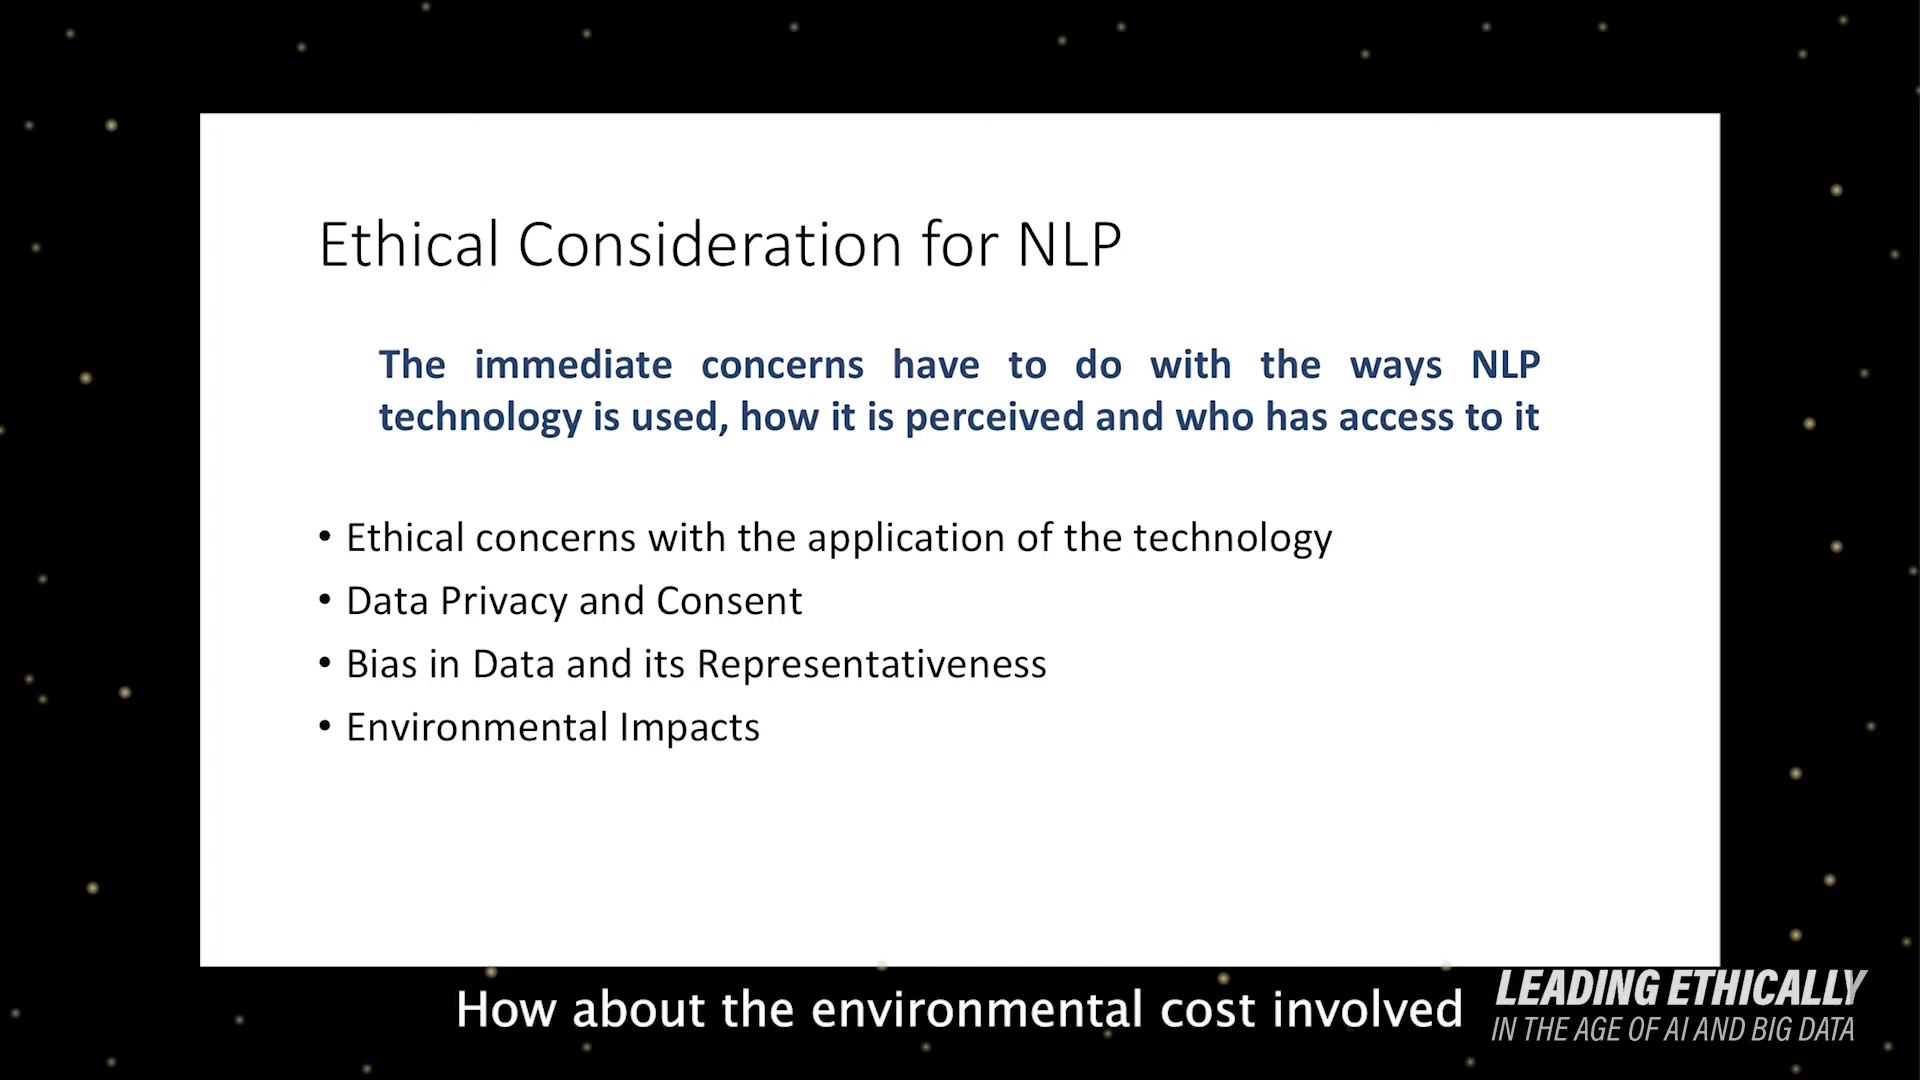 Ethical Consideration for NLP
The immediate concerns have to do with the ways NLP
technology is used, how it is perceived and who has access to it
• Ethical concerns with the application of the technology
• Data Privacy and Consent
• Bias in Data and its Representativeness
• Environmental Impacts
How about the environmental cost involved
LEADING ETHICALLY
IN THE AGE OF AI AND BIG DATA